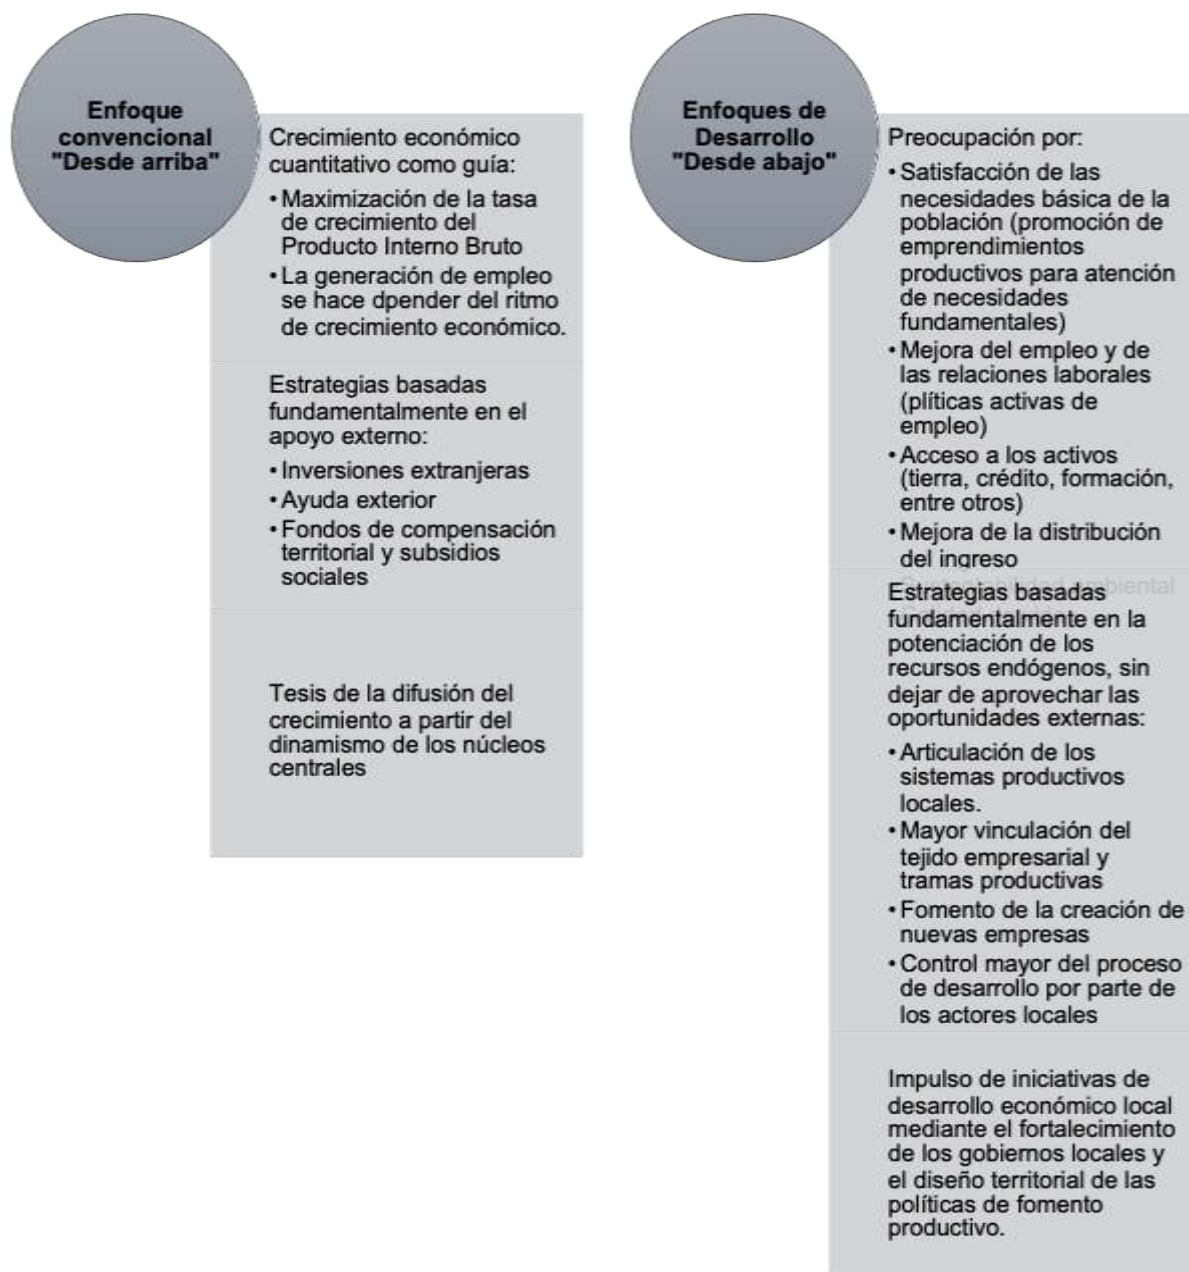 Enfoque
convencional
"Desde arriba"
Crecimiento económico
cuantitativo como guía:
• Maximización de la tasa
de crecimiento del
Producto Interno Bruto
• La generación de empleo
se hace dpender del ritmo
de crecimiento económico.
Estrategias basadas
fundamentalmente en el
apoyo externo:
• Inversiones extranjeras
• Ayuda exterior
• Fondos de compensación
territorial y subsidios
sociales
Tesis de la difusión del
crecimiento a partir del
dinamismo de los núcleos
centrales
Enfoques de
Desarrollo
"Desde abajo"
Preocupación por:
• Satisfacción de las
necesidades básica de la
población (promoción de
emprendimientos
productivos para atención
de necesidades
fundamentales)
• Mejora del empleo y de
las relaciones laborales
(plíticas activas de
empleo)
• Acceso a los activos
(tierra, crédito, formación,
entre otros)
• Mejora de la distribución
del ingreso
Sustentabilidad ambiental
Estrategias basadas
fundamentalmente en la
potenciación de los
recursos endógenos, sin
dejar de aprovechar las
oportunidades externas:
• Articulación de los
sistemas productivos
locales.
• Mayor vinculación del
tejido empresarial y
tramas productivas
• Fomento de la creación de
nuevas empresas
• Control mayor del proceso
de desarrollo por parte de
los actores locales
Impulso de iniciativas de
desarrollo económico local
mediante el fortalecimiento
de los gobiernos locales y
el diseño territorial de las
políticas de fomento
productivo.